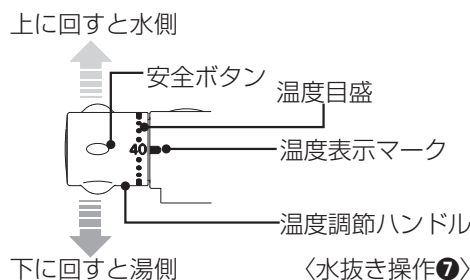 上に回すと水側
安全ボタン
温度目盛
40
温度表示マーク
温度調節ハンドル
下に回すと湯側
〈水抜き操作❼〉